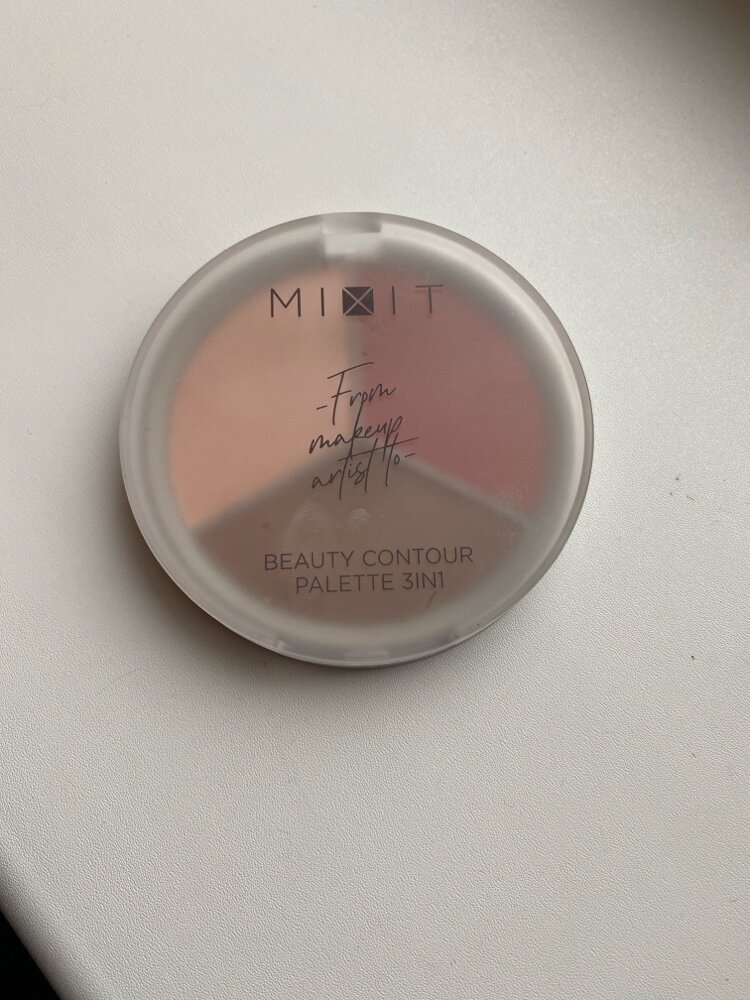 MIXIT
-From
makeup
artist to-
BEAUTY CONTOUR
PALETTE 3IN1